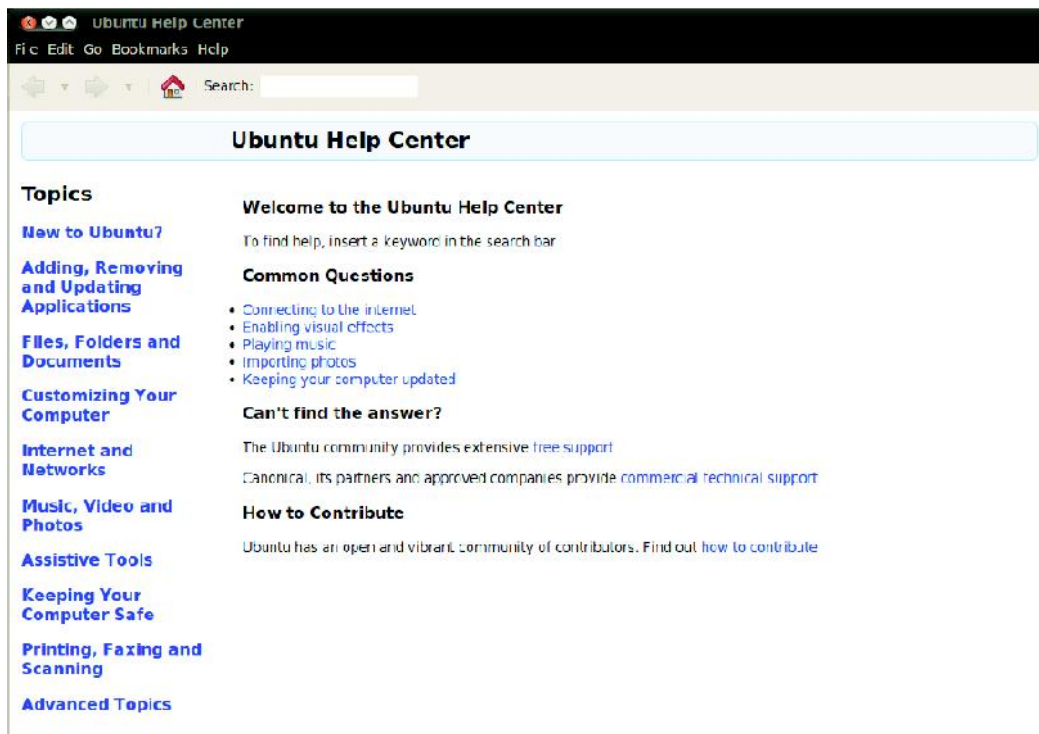 Ubuntu Help Center
File Edit Go Bookmarks Help
Search:
Ubuntu Help Center
Topics
New to Ubuntu?
Adding, Removing
and Updating
Applications
Files, Folders and
Documents
Customizing Your
Computer
Internet and
Networks
Music, Video and
Photos
Assistive Tools
Keeping Your
Computer Safe
Printing, Faxing and
Scanning
Advanced Topics
Welcome to the Ubuntu Help Center
To find help, insert a keyword in the search bar
Common Questions
• Connecting to the internet
• Enabling visual effects
• Playing music
• Importing photos
• Keeping your computer updated
Can't find the answer?
The Ubuntu community provides extensive free support
Canonical, its partners and approved companies provide commercial technical support
How to Contribute
Ubuntu has an open and vibrant community of contributors. Find out how to contribute